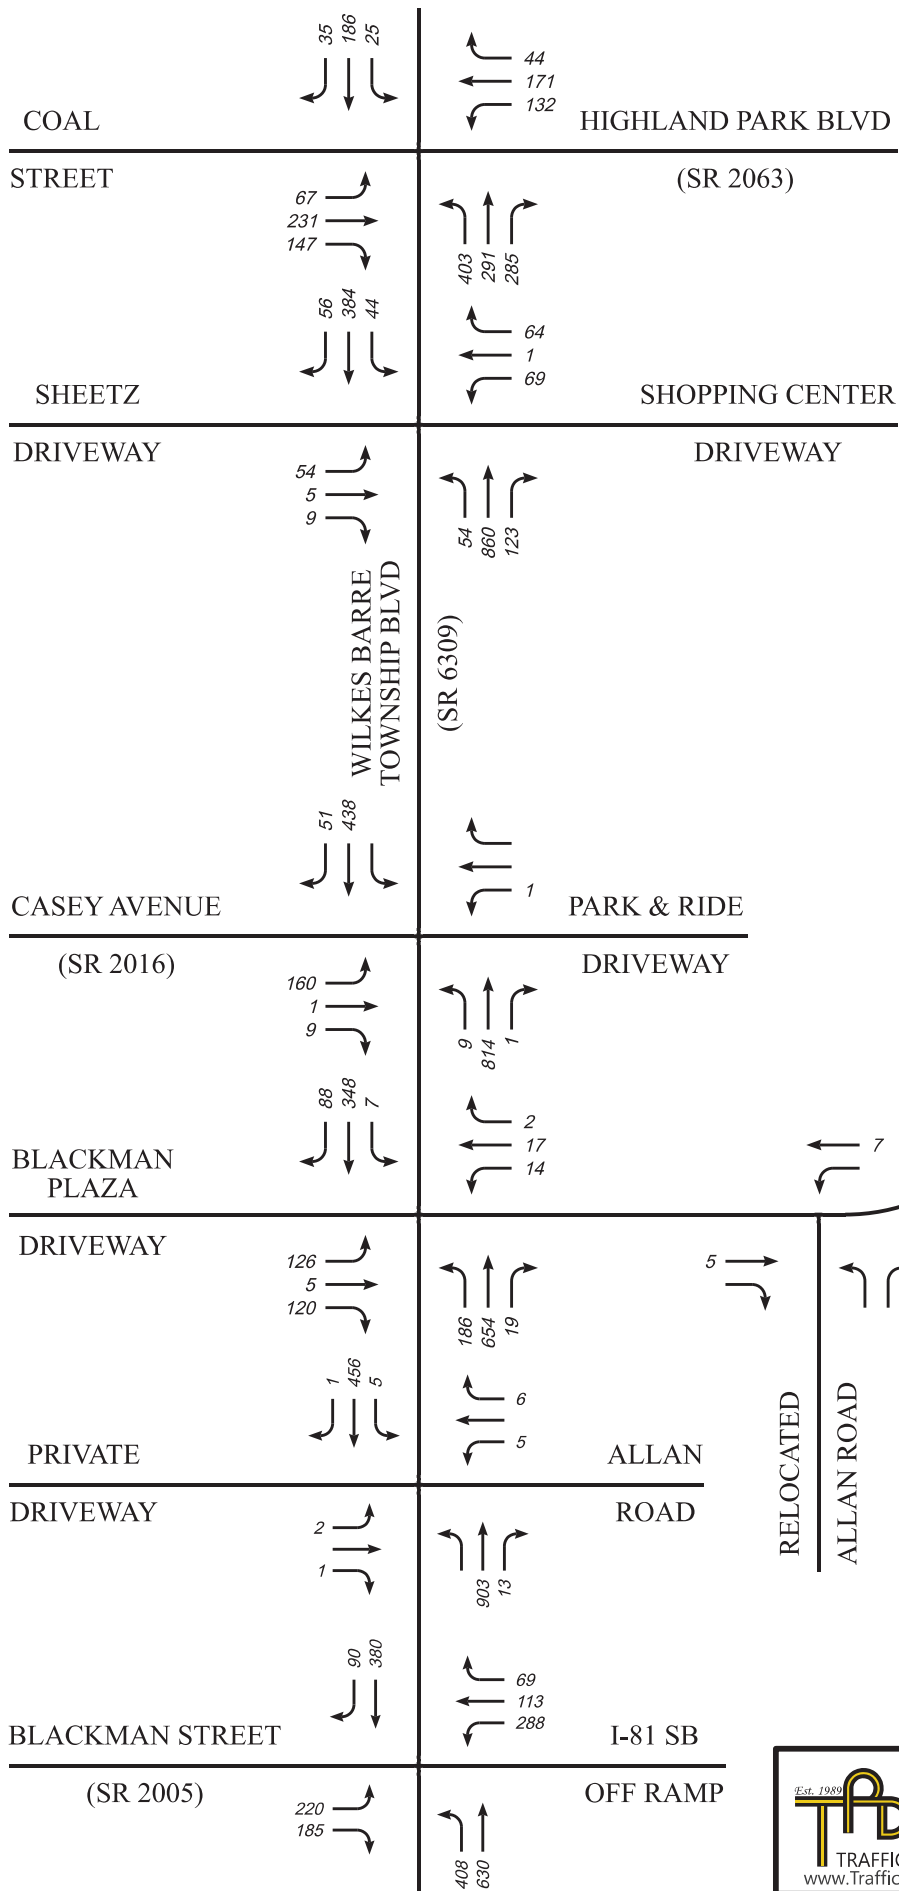 35 186 25
44
171
132
COAL
HIGHLAND PARK BLVD
STREET
(SR 2063)
67
231
147
403 291 285
56 384 44
64
1
69
SHEETZ
SHOPPING CENTER
DRIVEWAY
DRIVEWAY
54
5
9
54 860 123
WILKES BARRE
TOWNSHIP BLVD
(SR 6309)
51 438
1
CASEY AVENUE
PARK & RIDE
(SR 2016)
DRIVEWAY
160
1
9
9 814 1
88 348 7
2
17
14
7
BLACKMAN
PLAZA
DRIVEWAY
126
5
120
186 654 19
5
1 456 5
6
5
PRIVATE
ALLAN
DRIVEWAY
ROAD
RELOCATED
ALLAN ROAD
2
1
903 13
90 380
69
113
288
BLACKMAN STREET
I-81 SB
(SR 2005)
OFF RAMP
220
185
408 630
Est. 1989
TPD
TRAFFIC
www.Traffic